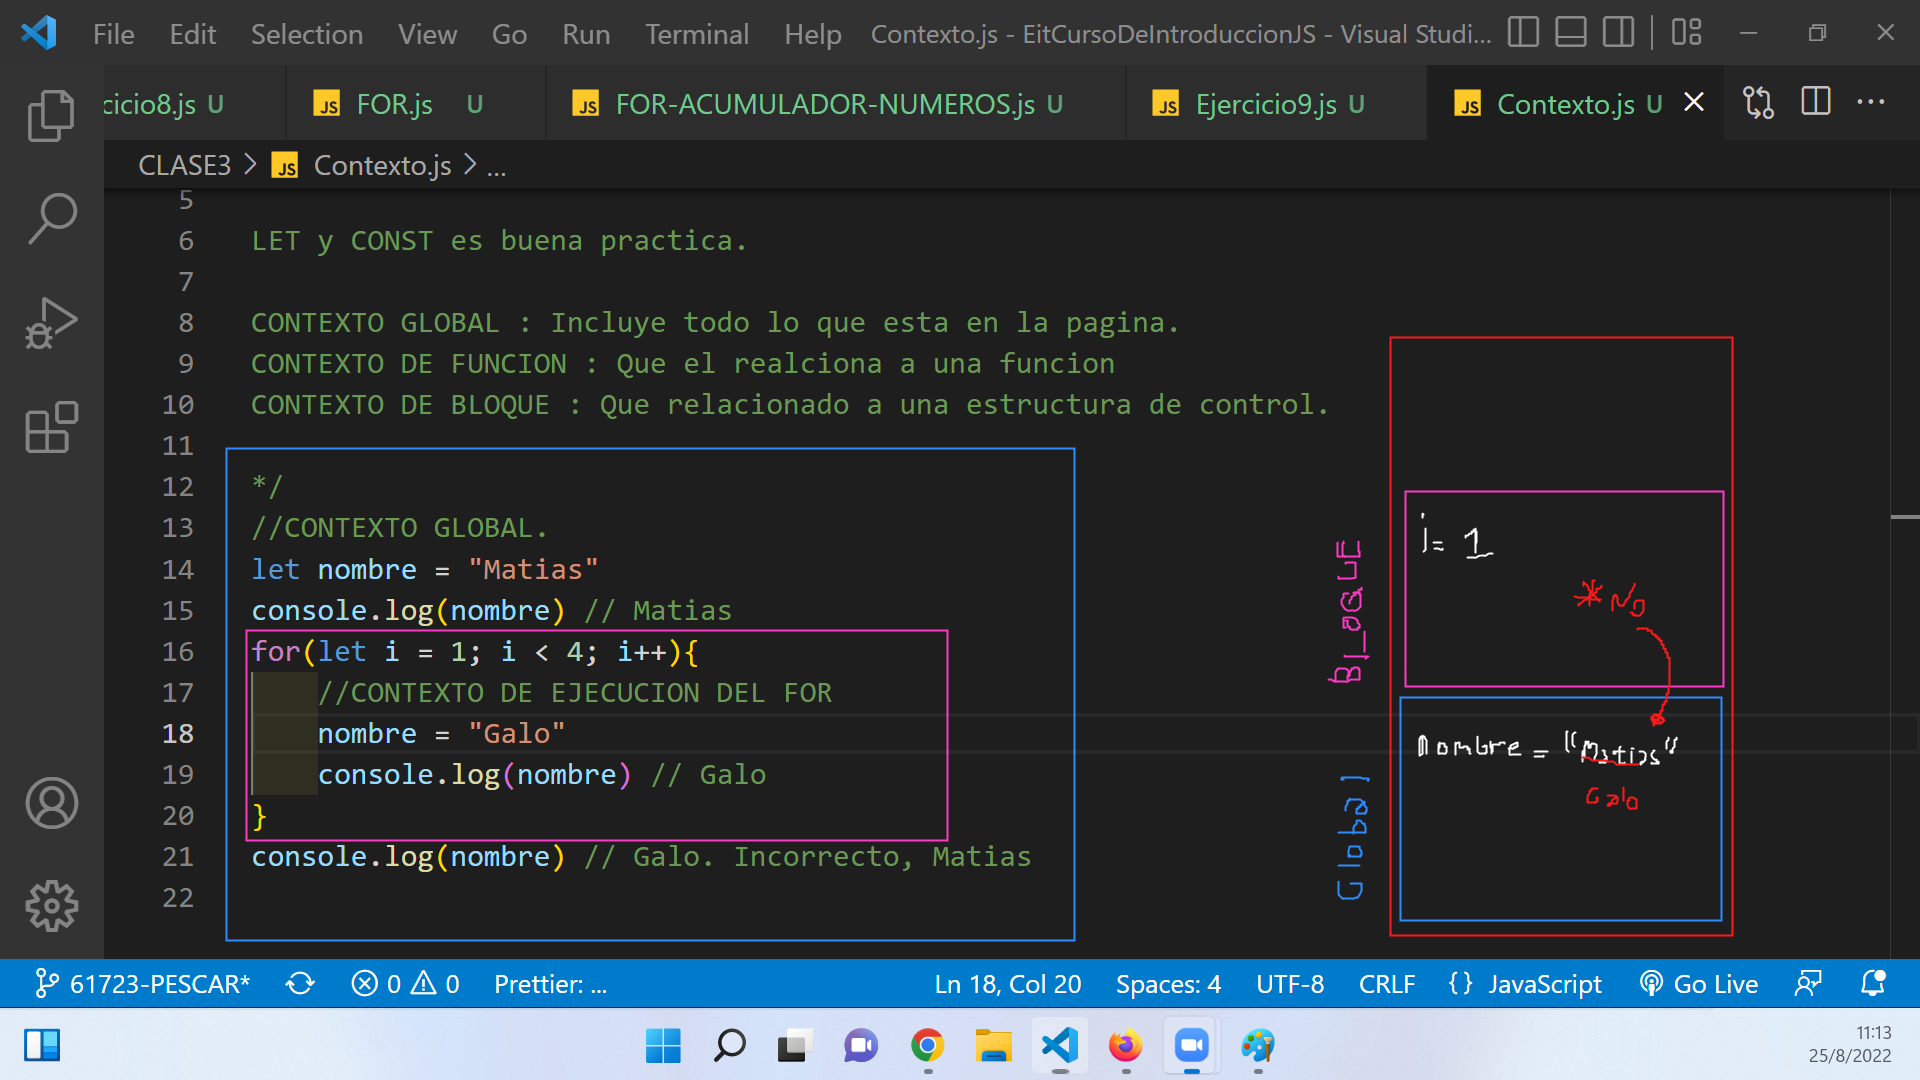 File Edit Selection View Go Run Terminal Help Contexto.js - EitCursoDeIntroduccionJS - Visual Studi...
cicio8.js U JS FOR.js U JS FOR-ACUMULADOR-NUMEROS.js U JS Ejercicio9.js U JS Contexto.js U
CLASE3 > JS Contexto.js > ...
5
6 LET y CONST es buena practica.
7
8 CONTEXTO GLOBAL : Incluye todo lo que esta en la pagina.
9 CONTEXTO DE FUNCION : Que el realciona a una funcion
10 CONTEXTO DE BLOQUE : Que relacionado a una estructura de control.
11
12 */
13 //CONTEXTO GLOBAL.
14 let nombre = "Matias"
15 console.log(nombre) // Matias
16 for(let i = 1; i < 4; i++){
17 //CONTEXTO DE EJECUCION DEL FOR
18 nombre = "Galo"
19 console.log(nombre) // Galo
20 }
21 console.log(nombre) // Galo. Incorrecto, Matias
22
BLOQUE
i= 1
*No
Global
nombre = "Matias"
Galo
61723-PESCAR* 0 0 Prettier: ... Ln 18, Col 20 Spaces: 4 UTF-8 CRLF {} JavaScript Go Live
11:13
25/8/2022